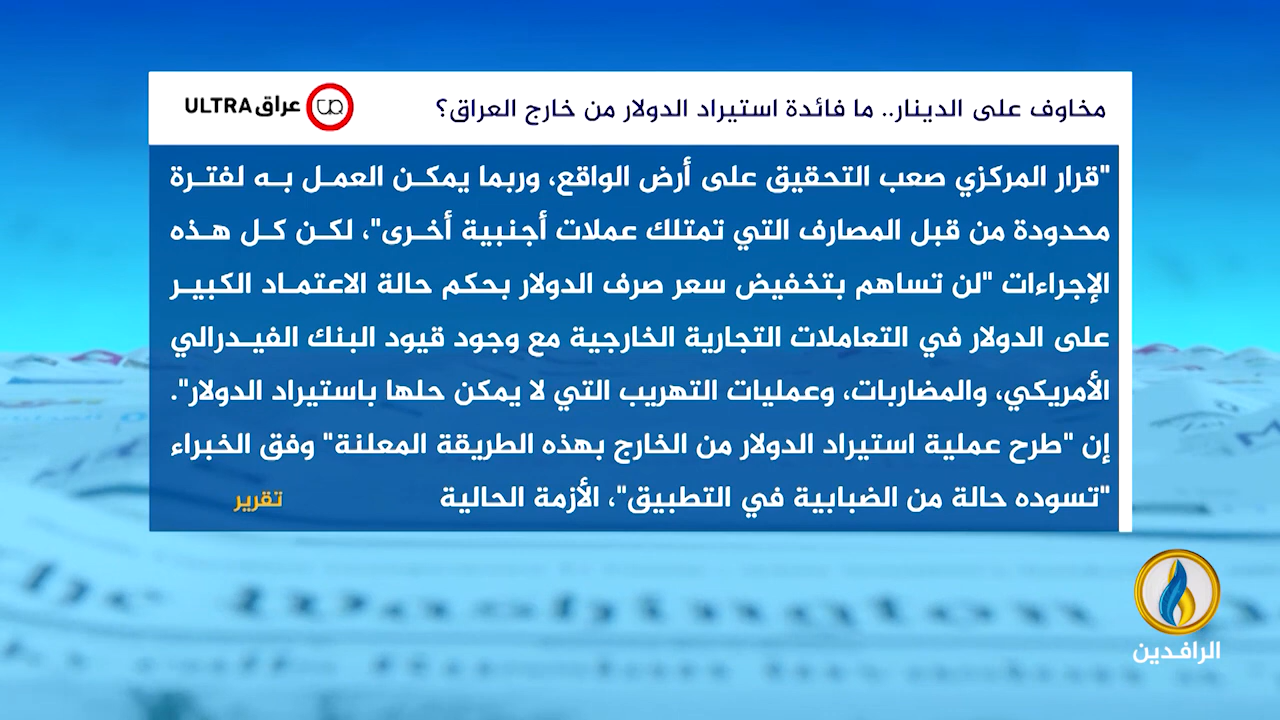 مخاوف على الدينار.. ما فائدة استيراد الدولار من خارج العراق؟
عراق ULTRA
"قرار المركزي صعب التحقيق على أرض الواقع، وربما يمكن العمل به لفترة
محدودة من قبل المصارف التي تمتلك عملات أجنبية أخرى"، لكن كل هذه
الإجراءات "لن تساهم بتخفيض سعر صرف الدولار بحكم حالة الاعتماد الكبير
على الدولار في التعاملات التجارية الخارجية مع وجود قيود البنك الفيدرالي
الأمريكي، والمضاربات، وعمليات التهريب التي لا يمكن حلها باستيراد الدولار".
إن "طرح عملية استيراد الدولار من الخارج بهذه الطريقة المعلنة" وفق الخبراء
"تسوده حالة من الضبابية في التطبيق"، الأزمة الحالية
تقرير
الرافدين